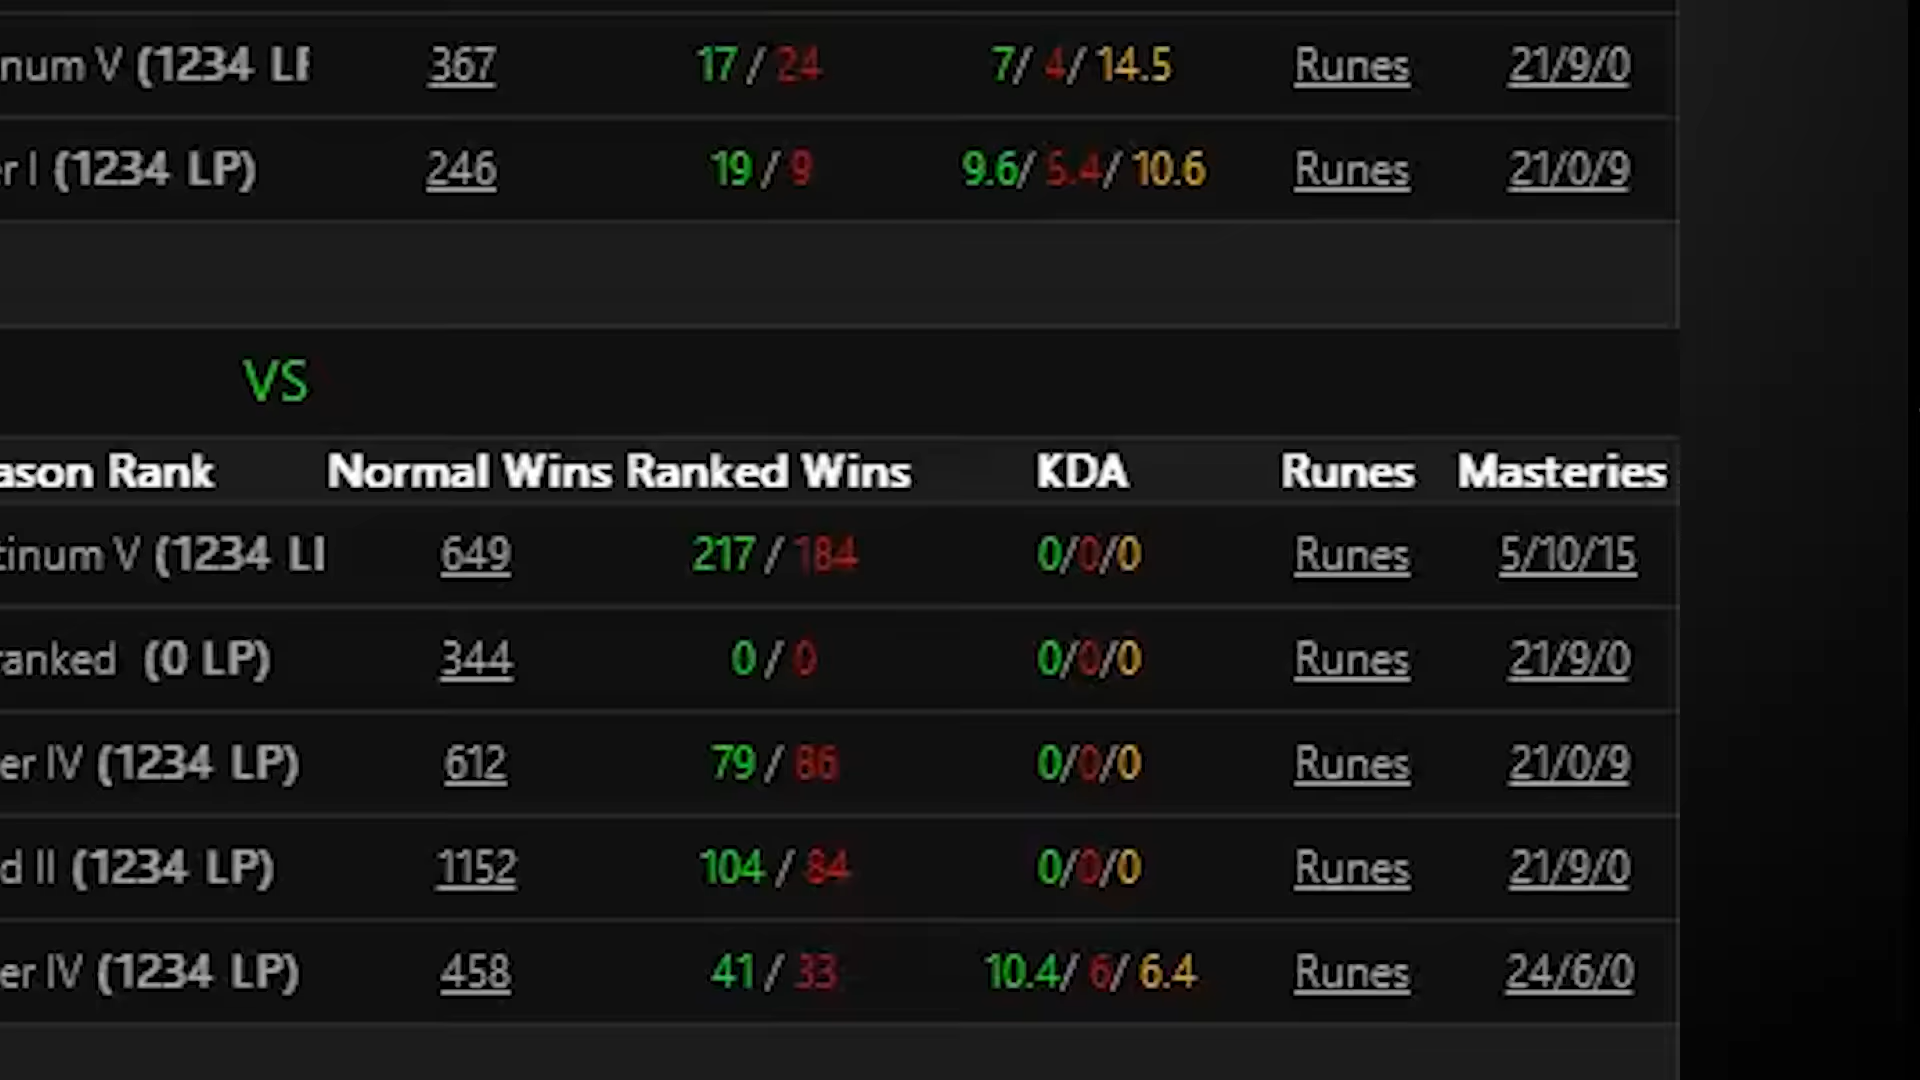 num V (1234 LP 367 17 / 24 7/ 4/ 14.5 Runes 21/9/0
er I (1234 LP) 246 19 / 9 9.6/ 5.4/ 10.6 Runes 21/0/9
VS
ason Rank Normal Wins Ranked Wins KDA Runes Masteries
tinum V (1234 LI 649 217 / 184 0/0/0 Runes 5/10/15
ranked (0 LP) 344 0 / 0 0/0/0 Runes 21/9/0
er IV (1234 LP) 612 79 / 86 0/0/0 Runes 21/0/9
d II (1234 LP) 1152 104 / 84 0/0/0 Runes 21/9/0
er IV (1234 LP) 458 41 / 33 10.4/ 6/ 6.4 Runes 24/6/0